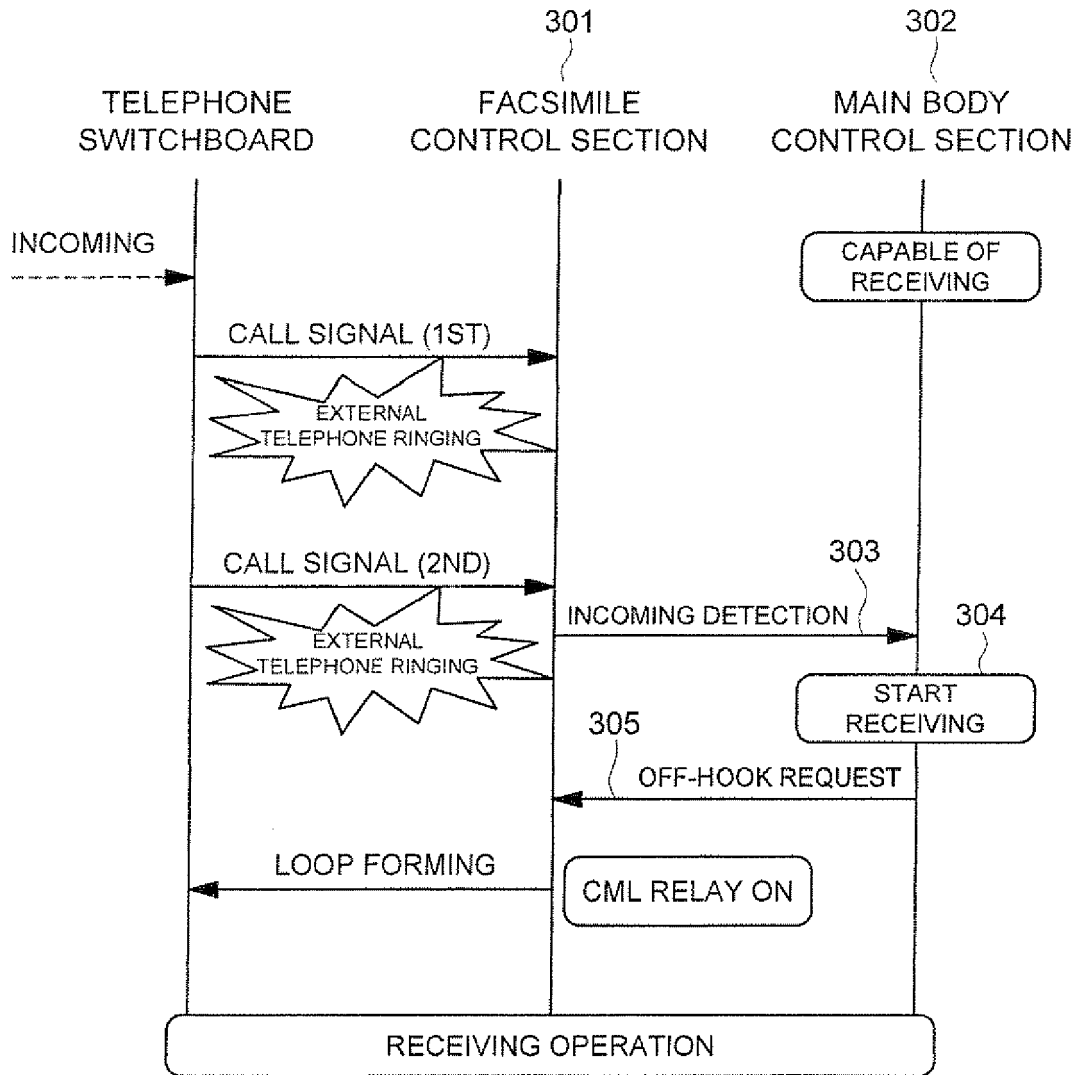 301
302
TELEPHONE
SWITCHBOARD
FACSIMILE
CONTROL SECTION
MAIN BODY
CONTROL SECTION
INCOMING
CAPABLE OF
RECEIVING
CALL SIGNAL (1ST)
EXTERNAL
TELEPHONE RINGING
CALL SIGNAL (2ND)
303
INCOMING DETECTION
EXTERNAL
TELEPHONE RINGING
304
START
RECEIVING
305
OFF-HOOK REQUEST
LOOP FORMING
CML RELAY ON
RECEIVING OPERATION